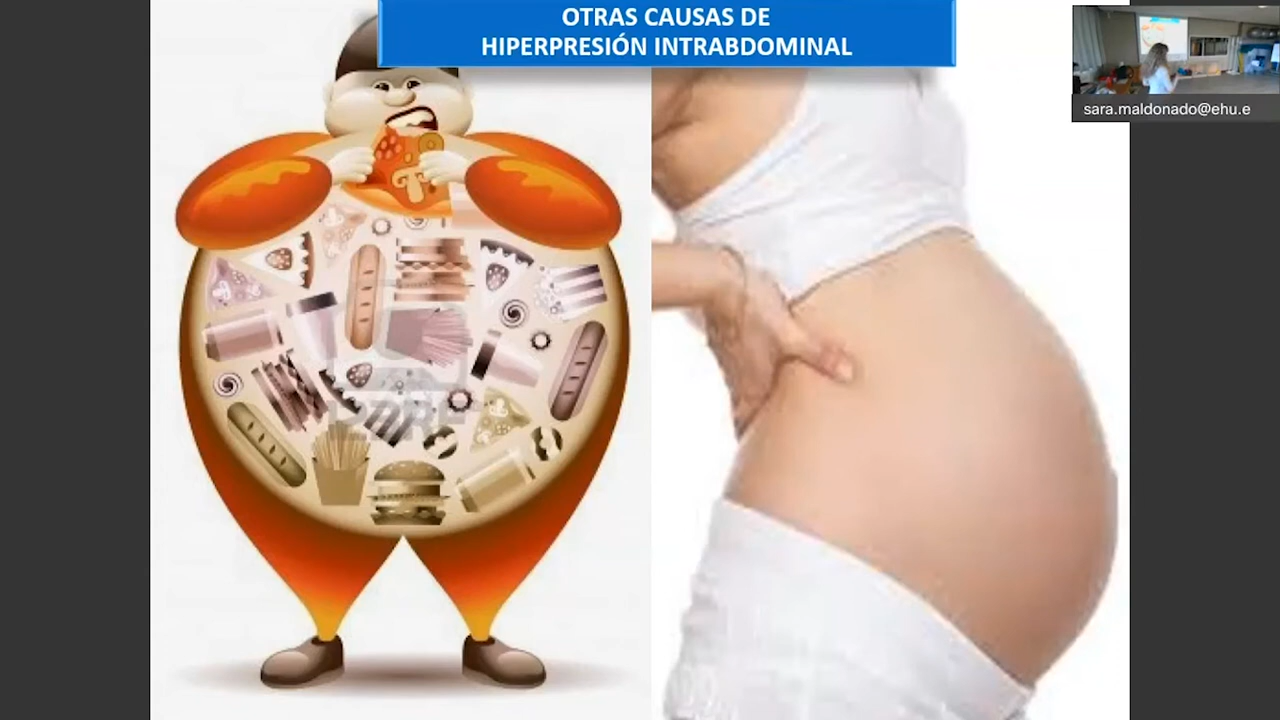 OTRAS CAUSAS DE
HIPERPRESIÓN INTRABDOMINAL
sara.maldonado@ehu.e